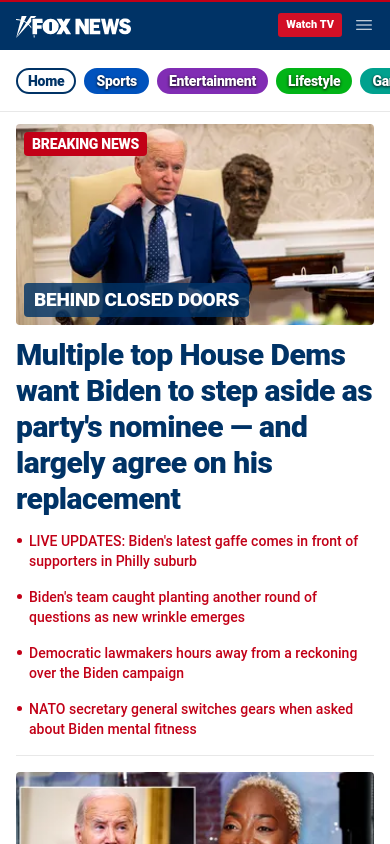 FOX NEWS
Watch TV
Home Sports Entertainment Lifestyle Ga
BREAKING NEWS
BEHIND CLOSED DOORS
Multiple top House Dems
want Biden to step aside as
party's nominee — and
largely agree on his
replacement
• LIVE UPDATES: Biden's latest gaffe comes in front of
supporters in Philly suburb
• Biden's team caught planting another round of
questions as new wrinkle emerges
• Democratic lawmakers hours away from a reckoning
over the Biden campaign
• NATO secretary general switches gears when asked
about Biden mental fitness